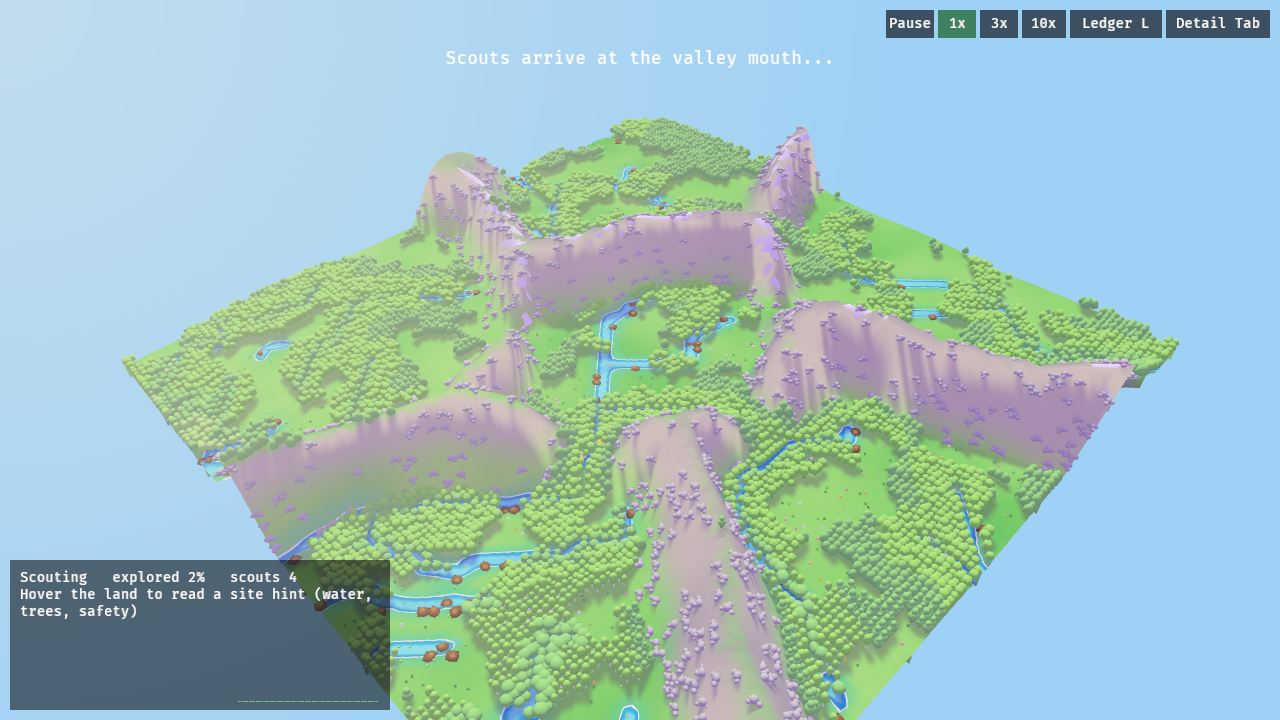 Pause 1x 3x 10x Ledger L Detail Tab
Scouts arrive at the valley mouth...
Scouting explored 2% scouts 4
Hover the land to read a site hint (water,
trees, safety)